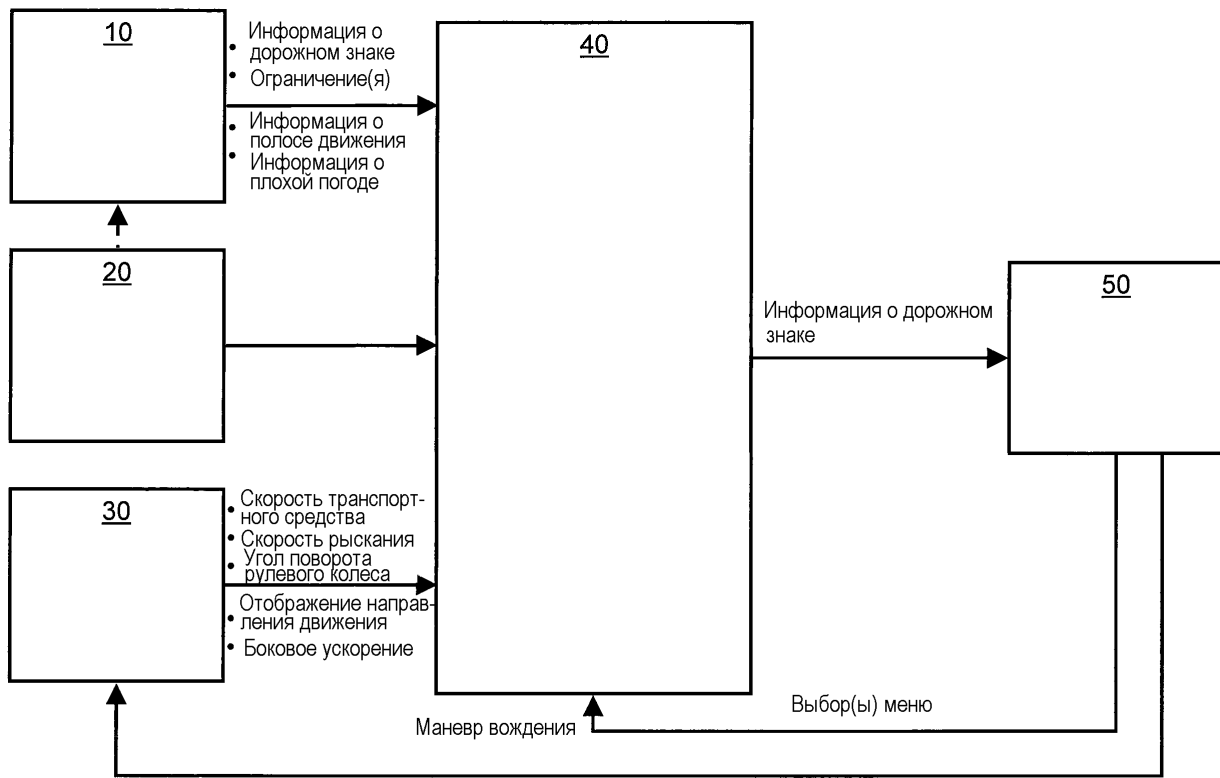 10
• Информация о
дорожном знаке
• Ограничение(я)
• Информация о
полосе движения
• Информация о
плохой погоде
20
30
• Скорость транспорт-
ного средства
• Скорость рыскания
• Угол поворота
рулевого колеса
• Отображение направ-
ления движения
• Боковое ускорение
40
Информация о дорожном
знаке
50
Выбор(ы) меню
Маневр вождения